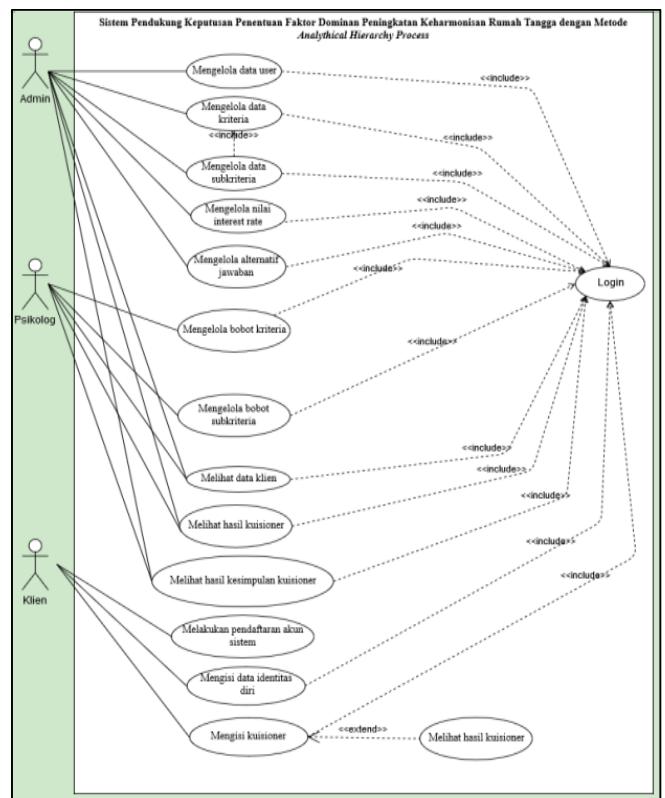 Sistem Pendukung Keputusan Penentuan Faktor Dominan Peningkatan Keharmonisan Rumah Tangga dengan Metode
Analythical Hierarchy Process
Admin
Mengelola data user
<<include>>
Mengelola data
kriteria
<<include>>
<<include>>
Mengelola data
subkriteria
<<include>>
Mengelola nilai
interest rate
<<include>>
Mengelola alternatif
jawaban
<<include>>
Login
Psikolog
Mengelola bobot kriteria
<<include>>
Mengelola bobot
subkriteria
<<include>>
Melihat data klien
<<include>>
Melihat hasil kuisioner
<<include>>
Melihat hasil kesimpulan kuisioner
<<include>>
Klien
Melakukan pendaftaran akun
sistem
Mengisi data identitas
diri
<<include>>
Mengisi kuisioner
<<include>>
<<extend>>
Melihat hasil kuisioner